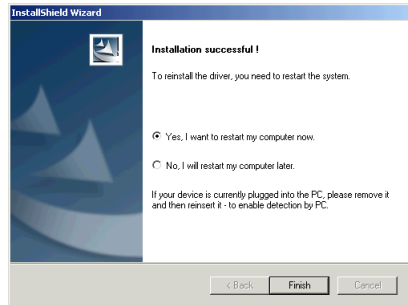 InstallShield Wizard
Installation successful !
To reinstall the driver, you need to restart the system.
Yes, I want to restart my computer now.
No, I will restart my computer later.
If your device is currently plugged into the PC, please remove it
and then reinsert it - to enable detection by PC.
< Back Finish Cancel